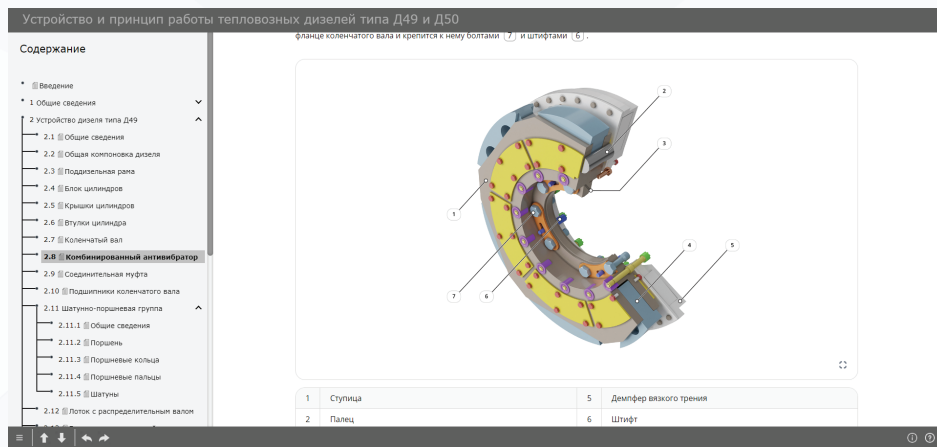 Устройство и принцип работы тепловозных дизелей типа Д49 и Д50
Содержание
Введение
1 Общие сведения
2 Устройство дизеля типа Д49
2.1 Общие сведения
2.2 Общая компоновка дизеля
2.3 Поддизельная рама
2.4 Блок цилиндров
2.5 Крышки цилиндров
2.6 Втулки цилиндра
2.7 Коленчатый вал
2.8 Комбинированный антивибратор
2.9 Соединительная муфта
2.10 Подшипники коленчатого вала
2.11 Шатунно-поршневая группа
2.11.1 Общие сведения
2.11.2 Поршень
2.11.3 Поршневые кольца
2.11.4 Поршневые пальцы
2.11.5 Шатуны
2.12 Лоток с распределительным валом
фланце коленчатого вала и крепится к нему болтами 7 и штифтами 6 .
2
3
1
4
5
7
6
1 Ступица 5 Демпфер вязкого трения
2 Палец 6 Штифт